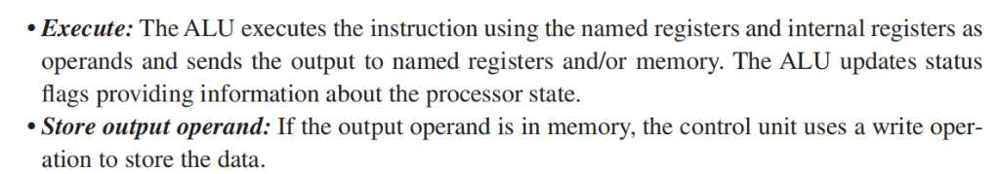 • Execute: The ALU executes the instruction using the named registers and internal registers as
operands and sends the output to named registers and/or memory. The ALU updates status
flags providing information about the processor state.
• Store output operand: If the output operand is in memory, the control unit uses a write oper-
ation to store the data.